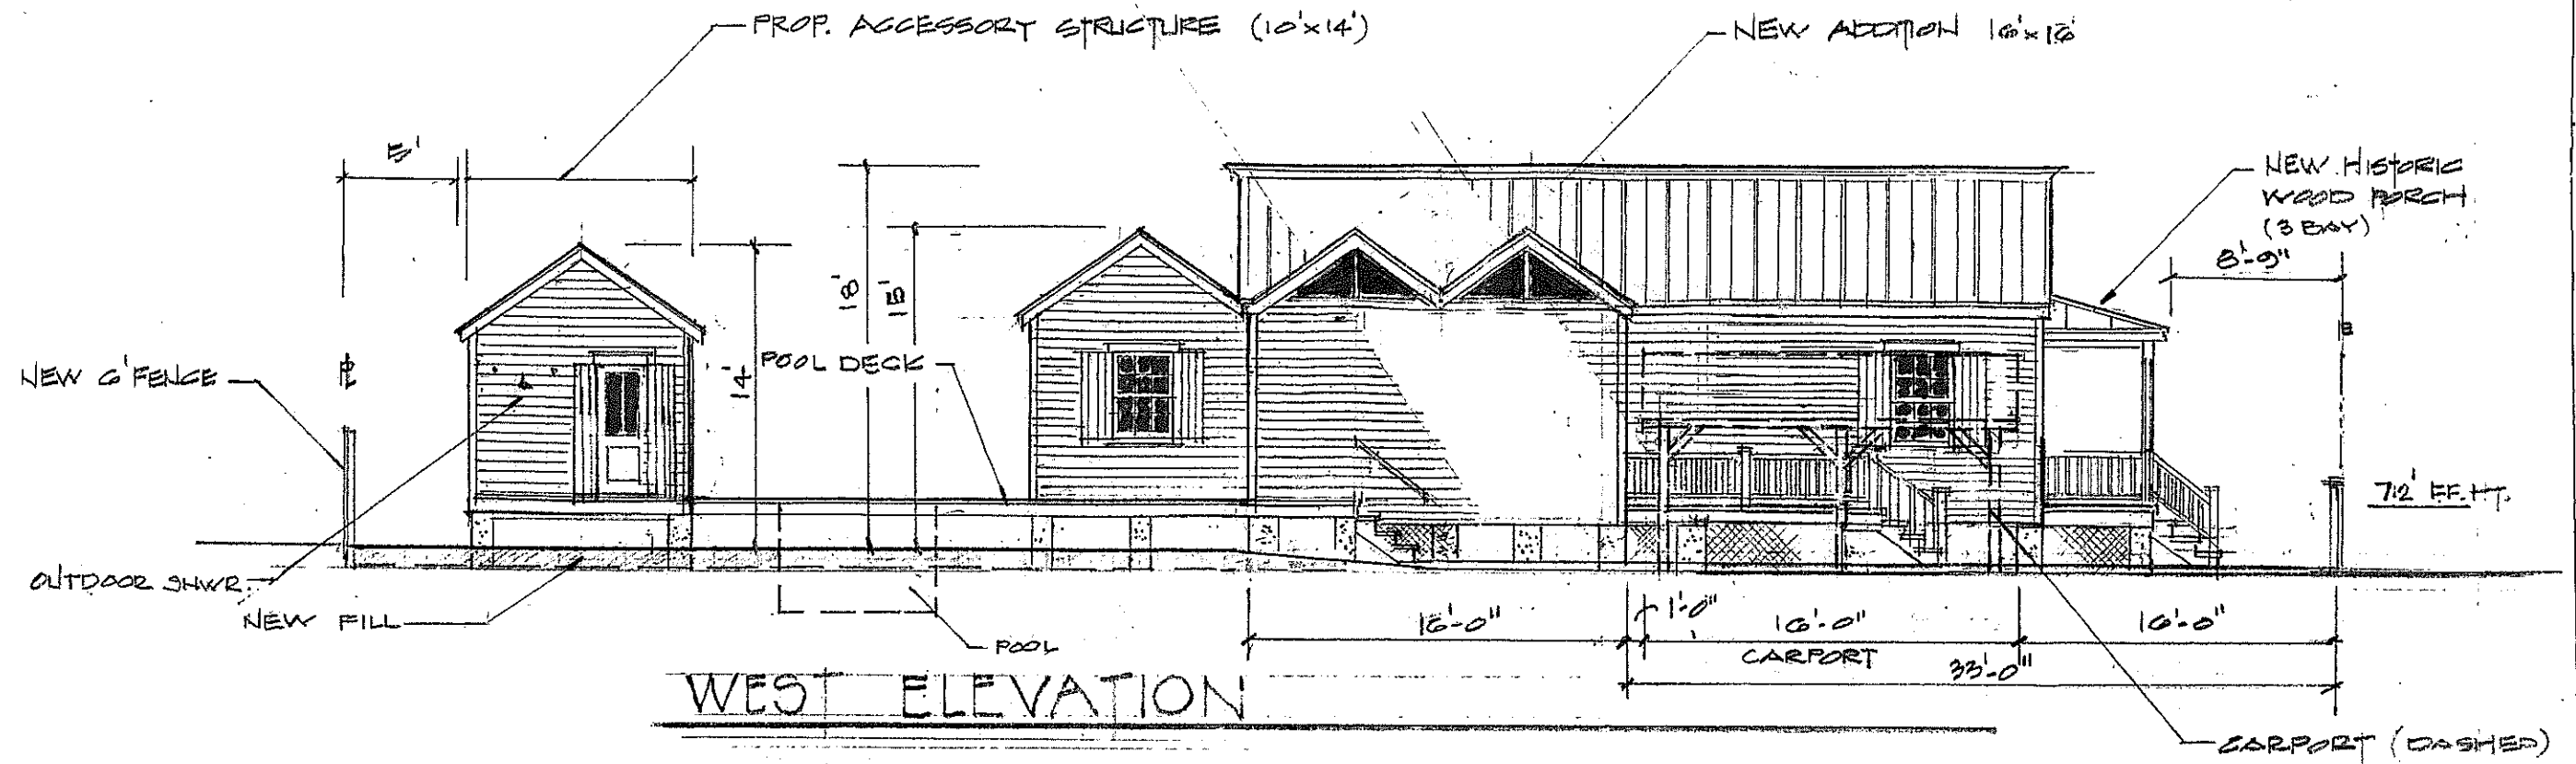 PROP. ACCESSORY STRUCTURE (10'x14')
NEW ADDITION 16'x16'
NEW HISTORIC
WOOD PORCH
(3 BAY)
8'-9"
5'
18'
15'
14'
POOL DECK
NEW 6' FENCE
PL
7.2' FF. HT.
OUTDOOR SHWR.
NEW FILL
POOL
16'-0"
1'-0"
16'-0"
16'-0"
CARPORT
33'-0"
WEST ELEVATION
CARPORT (DASHED)